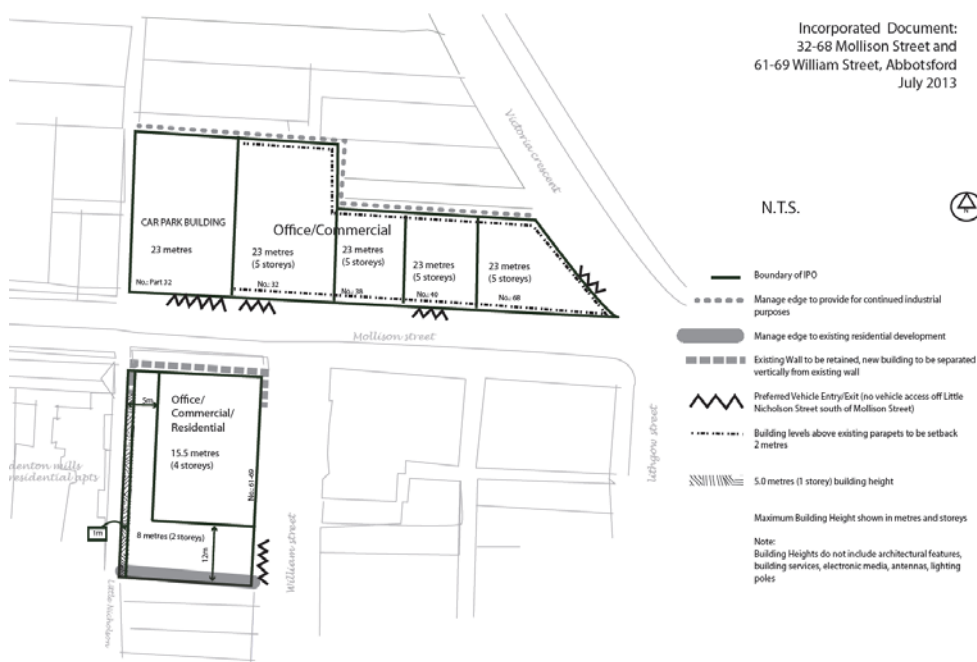 Incorporated Document:
32-68 Mollison Street and
61-69 William Street, Abbotsford
July 2013
Victoria crescent
N.T.S.
CAR PARK BUILDING
23 metres
No.: Part 32
Office/Commercial
23 metres
(5 storeys)
No.: 32
23 metres
(5 storeys)
No.: 38
23 metres
(5 storeys)
No.: 40
23 metres
(5 storeys)
No.: 68
Mollison street
Boundary of IPO
Manage edge to provide for continued industrial
purposes
Manage edge to existing residential development
Existing Wall to be retained, new building to be separated
vertically from existing wall
Preferred Vehicle Entry/Exit (no vehicle access off Little
Nicholson Street south of Mollison Street)
Building levels above existing parapets to be setback
2 metres
5.0 metres (1 storey) building height
Maximum Building Height shown in metres and storeys
Note:
Building Heights do not include architectural features,
building services, electronic media, antennas, lighting
poles
5m
Office/
Commercial/
Residential
15.5 metres
(4 storeys)
No.: 61-69
denton mills
residential apts
1m
8 metres (2 storeys)
12m
William street
lithgow street
Little Nicholson